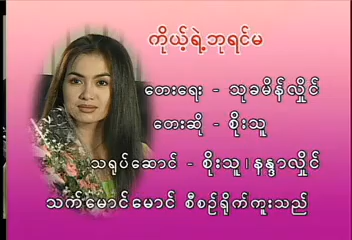 ကိုယ့်ရဲ့ဘုရင်မ
တေးရေး - သုခမိန်လှိုင်
တေးဆို - စိုးသူ
သရုပ်ဆောင် - စိုးသူ၊ နန္ဒာလှိုင်
သက်မောင်မောင် စီစဉ်ရိုက်ကူးသည်